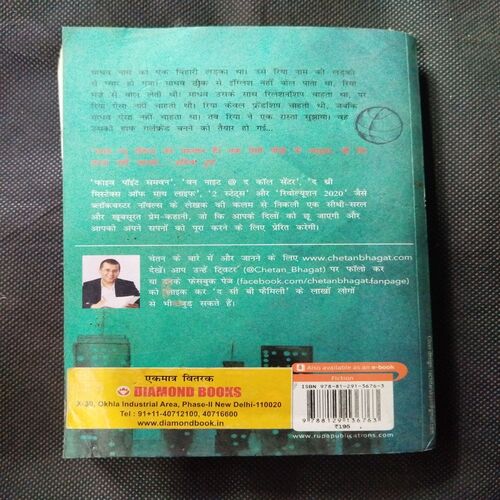 माधव नाम का एक बिहारी लड़का था। उसे रिया नाम की लड़की
से प्यार हो गया। माधव ठीक से इंग्लिश नहीं बोल पाता था, रिया
मज़े से बोल लेती थी। माधव उसके साथ रिलेशनशिप चाहता था, पर
रिया ऐसा नहीं चाहती थी। रिया केवल फ्रेंडशिप चाहती थी, जबकि
माधव ऐसा नहीं चाहता था। तब रिया ने एक रास्ता सुझाया। वह
उसकी हाफ गर्लफ्रेंड बनने को तैयार हो गई...
'फाइव पॉइंट समवन', 'वन नाइट @ द कॉल सेंटर', 'द थ्री
मिस्टेक्स ऑफ माय लाइफ', '2 स्टेट्स' और 'रिवोल्यूशन 2020' जैसे
ब्लॉकबस्टर नॉवल्स के लेखक की कलम से निकली एक सीधी-सरल
और खूबसूरत प्रेम-कहानी, जो कि आपके दिलों को छू जाएगी और
आपको अपने सपनों को पूरा करने के लिए प्रेरित करेगी।
चेतन के बारे में और जानने के लिए www.chetanbhagat.com
देखें। आप उन्हें ट्विटर (@Chetan_Bhagat) पर फॉलो कर
या उनके फेसबुक पेज (facebook.com/chetanbhagat.fanpage)
को लाइक कर 'द सी बी फैमिली' के लाखों लोगों
से भी जुड़ सकते हैं।
Also available as an e-book
Fiction
एकमात्र वितरक
DIAMOND BOOKS
X-30, Okhla Industrial Area, Phase-II New Delhi-110020
Tel : 91+11-40712100, 40716600
www.diamondbook.in
ISBN 978-81-291-3676-3
9 788129 136763
₹195
www.rupapublications.com